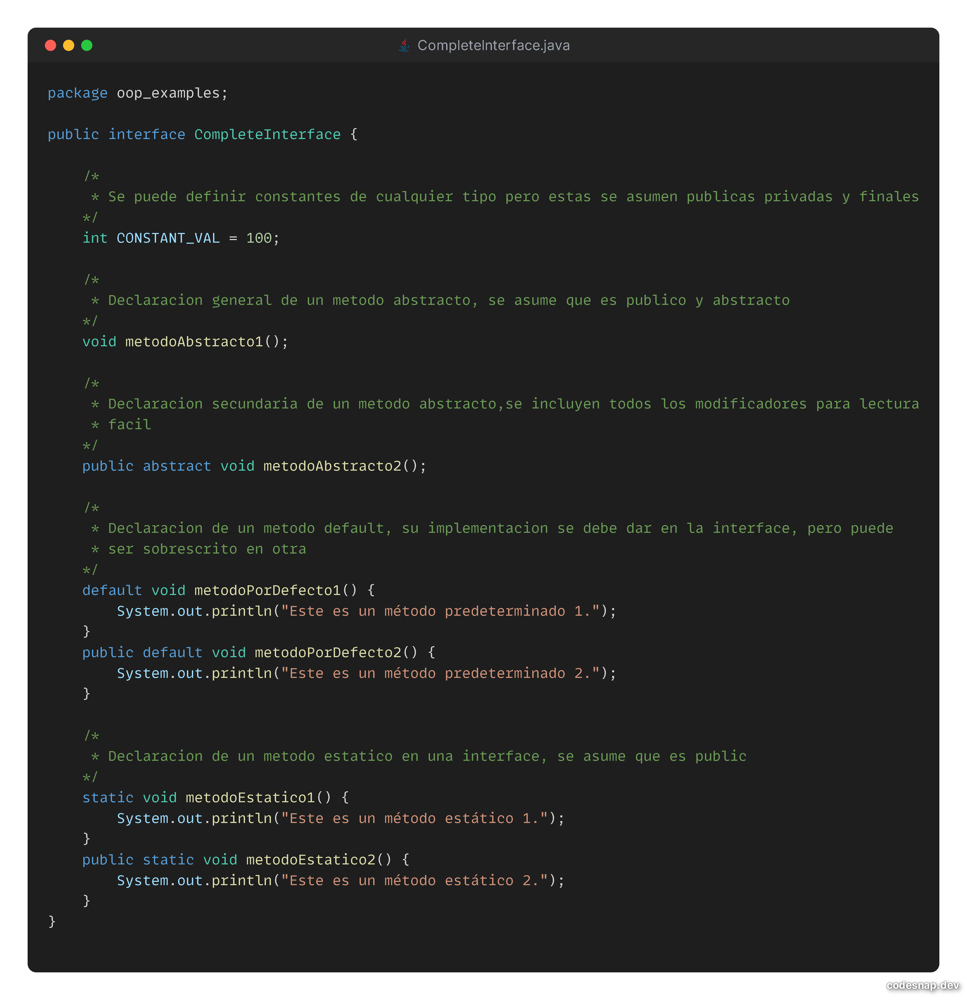 CompleteInterface.java
package oop_examples;
public interface CompleteInterface {
/*
* Se puede definir constantes de cualquier tipo pero estas se asumen publicas privadas y finales
*/
int CONSTANT_VAL = 100;
/*
* Declaracion general de un metodo abstracto, se asume que es publico y abstracto
*/
void metodoAbstracto1();
/*
* Declaracion secundaria de un metodo abstracto,se incluyen todos los modificadores para lectura
* facil
*/
public abstract void metodoAbstracto2();
/*
* Declaracion de un metodo default, su implementacion se debe dar en la interface, pero puede
* ser sobrescrito en otra
*/
default void metodoPorDefecto1() {
System.out.println("Este es un método predeterminado 1.");
}
public default void metodoPorDefecto2() {
System.out.println("Este es un método predeterminado 2.");
}
/*
* Declaracion de un metodo estatico en una interface, se asume que es public
*/
static void metodoEstatico1() {
System.out.println("Este es un método estático 1.");
}
public static void metodoEstatico2() {
System.out.println("Este es un método estático 2.");
}
}
codesnap.dev